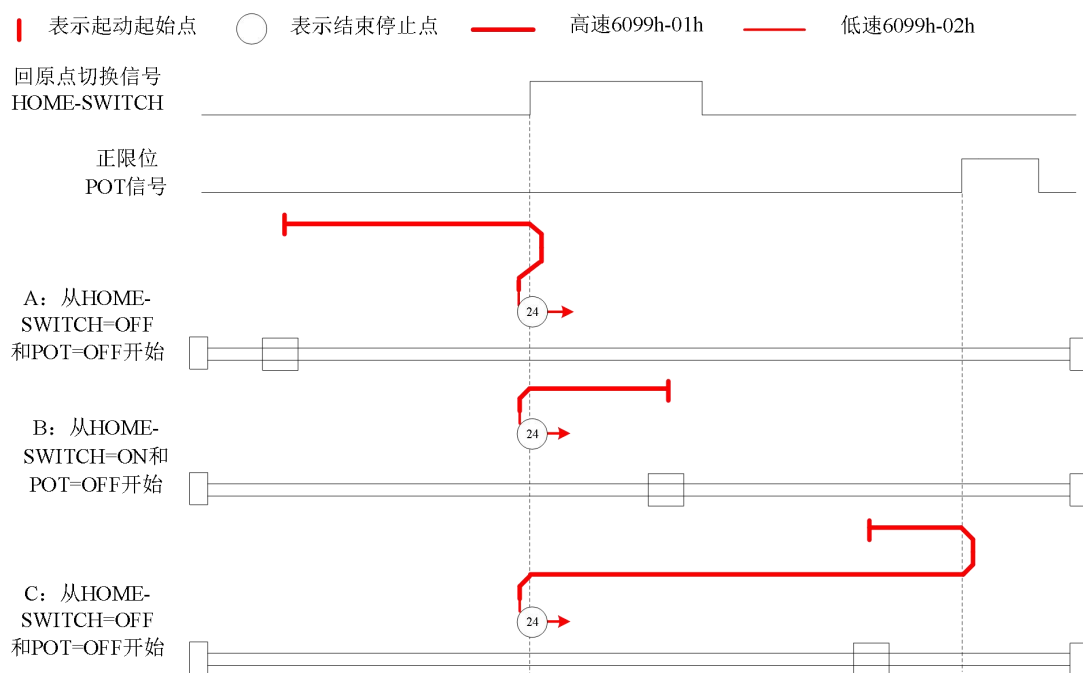 表示起动起始点 表示结束停止点 高速6099h-01h 低速6099h-02h
回原点切换信号
HOME-SWITCH
正限位
POT信号
24
A：从HOME-
SWITCH=OFF
和POT=OFF开始
24
B：从HOME-
SWITCH=ON和
POT=OFF开始
24
C：从HOME-
SWITCH=OFF
和POT=OFF开始